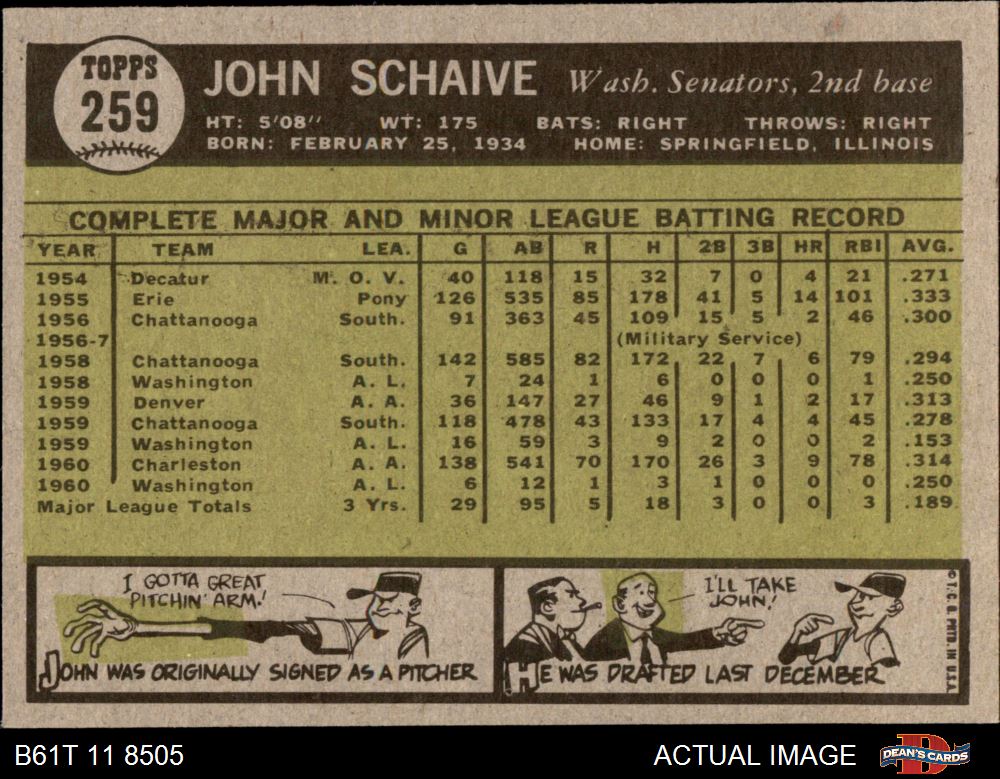 TOPPS
259
JOHN SCHAIVE Wash. Senators, 2nd base
HT: 5'08" WT: 175 BATS: RIGHT THROWS: RIGHT
BORN: FEBRUARY 25, 1934 HOME: SPRINGFIELD, ILLINOIS
COMPLETE MAJOR AND MINOR LEAGUE BATTING RECORD
YEAR TEAM LEA. G AB R H 2B 3B HR RBI AVG.
1954 Decatur M. O. V. 40 118 15 32 7 0 4 21 .271
1955 Erie Pony 126 535 85 178 41 5 14 101 .333
1956 Chattanooga South. 91 363 45 109 15 5 2 46 .300
1956-7 (Military Service)
1958 Chattanooga South. 142 585 82 172 22 7 6 79 .294
1958 Washington A. L. 7 24 1 6 0 0 0 1 .250
1959 Denver A. A. 36 147 27 46 9 1 2 17 .313
1959 Chattanooga South. 118 478 43 133 17 4 4 45 .278
1959 Washington A. L. 16 59 3 9 2 0 0 2 .153
1960 Charleston A. A. 138 541 70 170 26 3 9 78 .314
1960 Washington A. L. 6 12 1 3 1 0 0 0 .250
Major League Totals 3 Yrs. 29 95 5 18 3 0 0 3 .189
I GOTTA GREAT
PITCHIN' ARM!
JOHN WAS ORIGINALLY SIGNED AS A PITCHER
I'LL TAKE
JOHN!
HE WAS DRAFTED LAST DECEMBER
© T. C. G. PRTD. IN U.S.A.
B61T 11 8505 ACTUAL IMAGE
D
DEAN'S CARDS